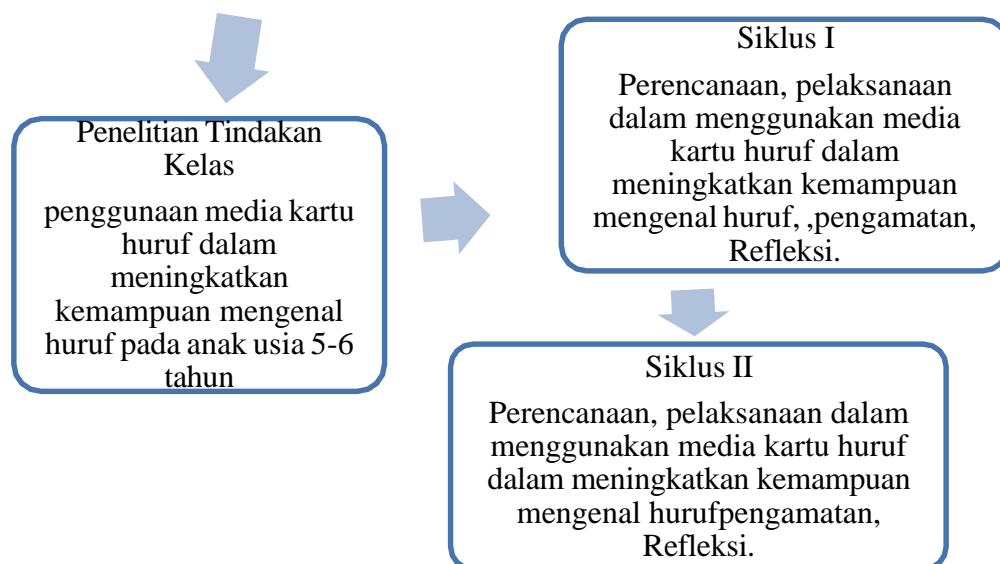 Penelitian Tindakan
Kelas
penggunaan media kartu
huruf dalam
meningkatkan
kemampuan mengenal
huruf pada anak usia 5-6
tahun
Siklus I
Perencanaan, pelaksanaan
dalam menggunakan media
kartu huruf dalam
meningkatkan kemampuan
mengenal huruf, ,pengamatan,
Refleksi.
Siklus II
Perencanaan, pelaksanaan dalam
menggunakan media kartu huruf
dalam meningkatkan kemampuan
mengenal hurufpengamatan,
Refleksi.